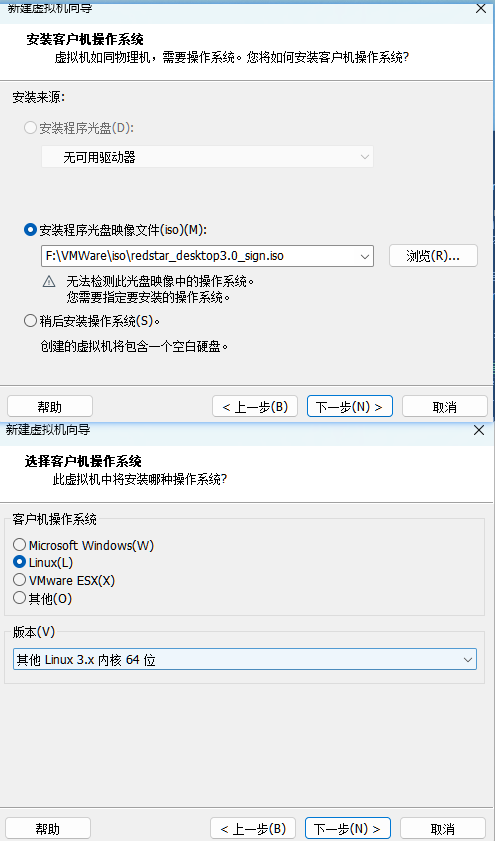 新建虚拟机向导
安装客户机操作系统
虚拟机如同物理机，需要操作系统。您将如何安装客户机操作系统?
安装来源:
安装程序光盘(D):
无可用驱动器
安装程序光盘映像文件(iso)(M):
F:\VMWare\iso\redstar_desktop3.0_sign.iso
浏览(R)...
无法检测此光盘映像中的操作系统。
您需要指定要安装的操作系统。
稍后安装操作系统(S)。
创建的虚拟机将包含一个空白硬盘。
帮助
< 上一步(B)
下一步(N) >
取消
新建虚拟机向导
选择客户机操作系统
此虚拟机中将安装哪种操作系统?
客户机操作系统
Microsoft Windows(W)
Linux(L)
VMware ESX(X)
其他(O)
版本(V)
其他 Linux 3.x 内核 64 位
帮助
< 上一步(B)
下一步(N) >
取消